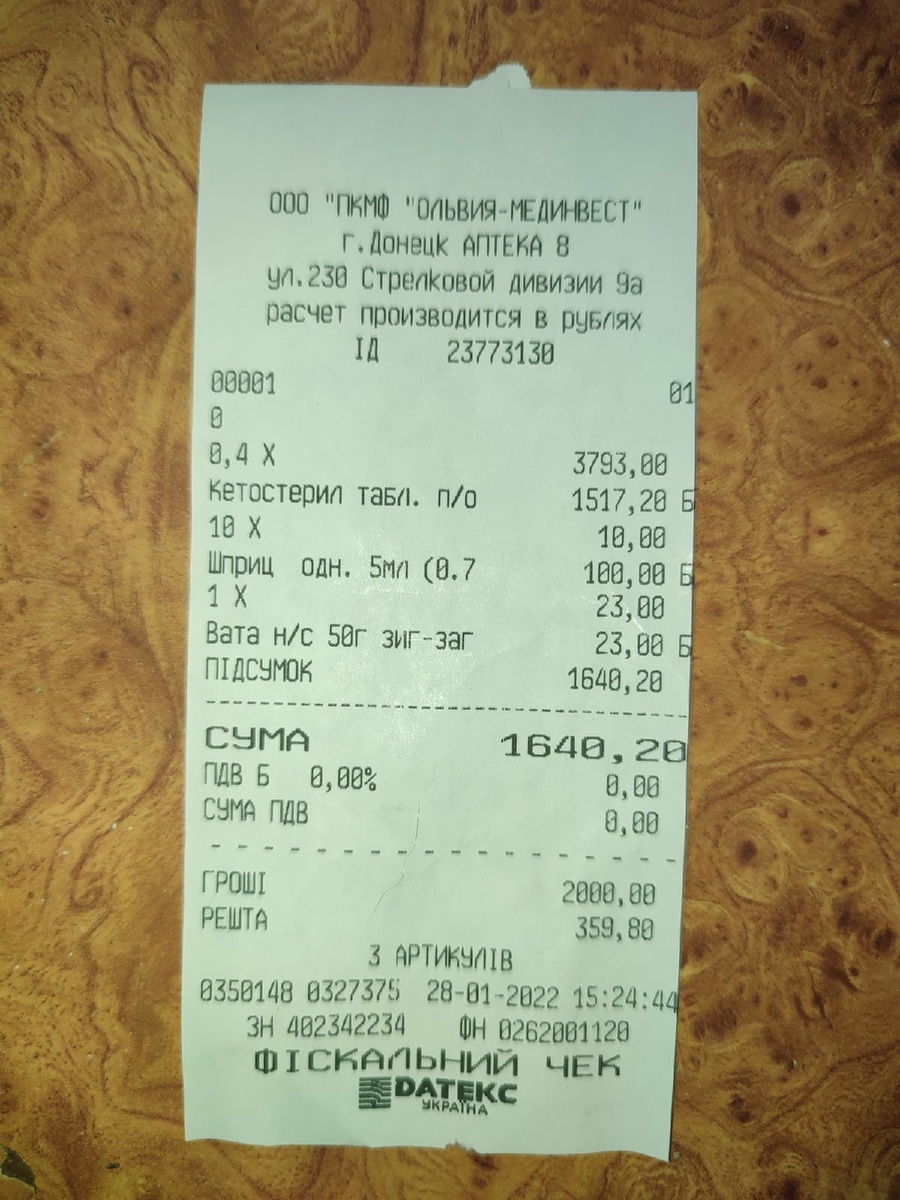 ООО "ПКМФ "ОЛЬВИЯ-МЕДИНВЕСТ"
г.Донецк АПТЕКА 8
ул.230 Стрелковой дивизии 9а
расчет производится в рублях
ІД 23773130
00001 01
0
0,4 X 3793,00
Кетостерил табл. п/о 1517,20 Б
10 X 10,00
Шприц одн. 5мл (0.7 100,00 Б
1 X 23,00
Вата н/с 50г зиг-заг 23,00 Б
ПІДСУМОК 1640,20
СУМА 1640,20
ПДВ Б 0,00% 0,00
СУМА ПДВ 0,00
ГРОШІ 2000,00
РЕШТА 359,80
3 АРТИКУЛІВ
0350148 0327375 28-01-2022 15:24:44
ЗН 402342234 ФН 0262001120
ФІСКАЛЬНИЙ ЧЕК
DATEKC
УКРАЇНА